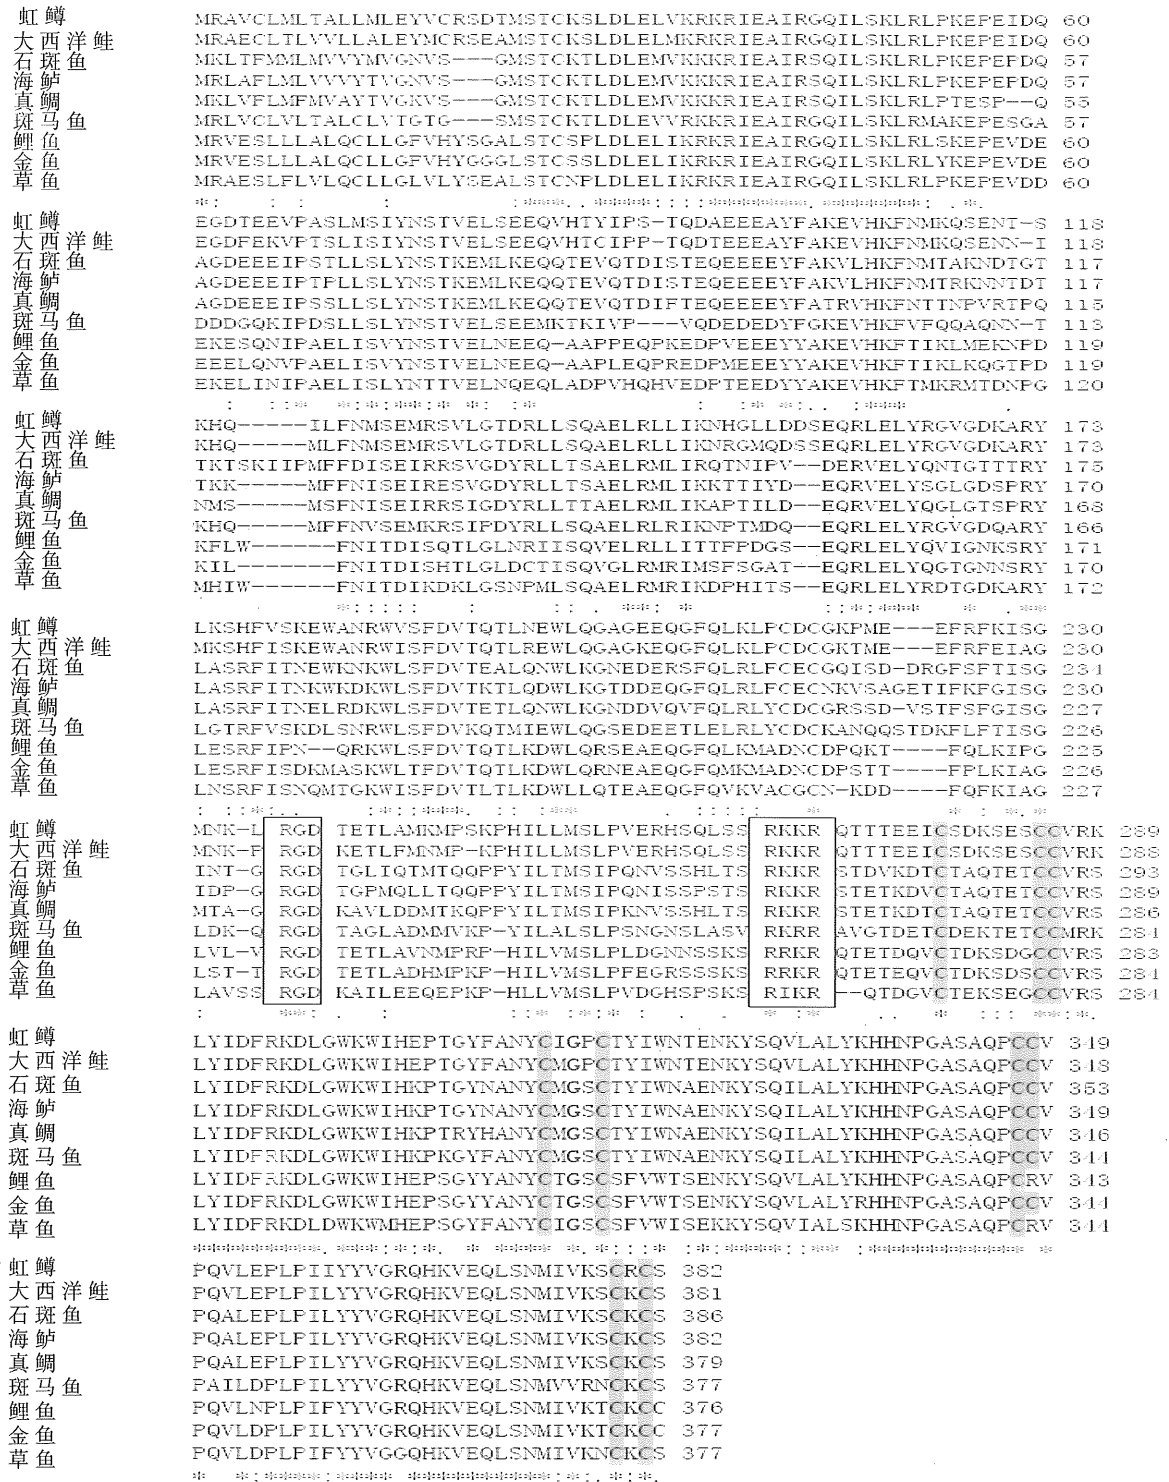 虹鳟 MRAVCLMLTALLMLEYVCRSDTMSTCKSLDLELVKRKRIEAIRGQILSKLRLPKEPEIDQ 60
大西洋鲑 MRAECLTLVVLLALEYMCRSEAMSTCKSLDLELMKRKRIEAIRGQILSKLRLPKEPEIDQ 60
石斑鱼 MKLTFMMLMVVYMVGNVS---GMSTCKTLDLEMVKKKRIEAIRGQILSKLRLPKEPEPDQ 57
海鲈 MRLAFLMLVVVYTVGNVS---GMSTCKTLDLEMVKKKRIEAIRGQILSKLRLPKEPEPDQ 57
真鲷 MKLVFLMFMVAYTVGKVS---GMSTCKTLDLEMVKKKRIEAIRSQILSKLRLPTESP--Q 55
斑马鱼 MRLVCLVLTALCLVTGTG---SMSTCKTLDLEVVRKKRIEAIRGQILSKLRMAKEPESGA 57
鲤鱼 MRVESLLLALQCLLGFVHYSGALSTCSPLDLELIKRKRIEAIRGQILSKLRLSKEPEVDE 60
金鱼 MRVESLLLALQCLLGFVHYGGGLSTCSSLDLELIKRKRIEAIRGQILSKLRLYKEPEVDE 60
草鱼 MRAESLFLVLQCLLGLVLYSEALSTCNPLDLELIKRKRIEAIRGQILSKLRLPKEPEVDD 60
虹鳟 EGDTEEVPASLMSIYNSTVELSEEQVHTYIPS-TQDAEEEAYFAKEVHKFNMKQSENT-S 118
大西洋鲑 EGDFEKVPTSLISIYNSTVELSEEQVHTCIPP-TQDTEEEAYFAKEVHKFNMKQSENN-I 118
石斑鱼 AGDEEEIPSTLLSLYNSTKEMLKEQQTEVQTDISTEQEEEEYFAKVLHKFNMTAKNDTGT 117
海鲈 AGDEEEIPTPLLSLYNSTKEMLKEQQTEVQTDISTEQEEEEYFAKVLHKFNMTRKNNTDT 117
真鲷 AGDEEEIPSSLLSLYNSTKEMLKEQQTEVQTDIFTEQEEEEYFATRVHKFNTTNPVRTPQ 115
斑马鱼 DDDGQKIPDSLLSLYNSTVELSEEMKTKIVP---VQDEDEDYFGKEVHKFVFQQAQNN-T 113
鲤鱼 EKESQNIPAELISVYNSTVELNEEQ-AAPPEQPKEDPVEEEYYAKEVHKFTIKLMEKNPD 119
金鱼 EEELQNVPAELISVYNSTVELNEEQ-AAPLEQPREDPMEEEYYAKEVHKFTIKLKQGTPD 119
草鱼 EKELINIPAELISVYNTTVELNQEQLADPVHQHVEDPTEEDYYAKEVHKFTMKRMTDNPG 120
虹鳟 KHQ-----ILFNMSEMRSVLGTDRLLSQAELRLLIKNHGLLDDSEQRLELYRGVGDKARY 173
大西洋鲑 KHQ-----MLFNMSEMRSVLGTDRLLSQAELRLLIKNRGMQDSSEQRLELYRGVGDKARY 173
石斑鱼 TKTSKIIPMFFDISEIRRSVGDYRLLTSAELRMLIRQTNIPV--DERVELYQNTGTTTRY 175
海鲈 TKK-----MFFNISEIRESVGDYRLLTSAELRMLIKKTTIYD--EQRVELYSGLGDSPRY 170
真鲷 NMS-----MFFNISEIRRSIGDYRLLTTAELRMLIKAPTILD--EQRVELYQGLGTSPRY 168
斑马鱼 KHQ-----MFFNVSEMKRSIPDYRLLSQAELRLRIKNPTMDQ--EQRLELYRGVGDQARY 166
鲤鱼 KFLW------FNITDISQTLGLNRIISQVELRLLITTFPDGS--EQRLELYQVIGNKSRY 171
金鱼 KIL-------FNITDISHTLGLDCTISQVGLRMRIMSFSGAT--EQRLELYQGTGNNSRY 170
草鱼 MHIW------FNITDIKDKLGSNPMLSQAELRMRIKDPHITS--EQRLELYRDTGDKARY 172
虹鳟 LKSHFVSKEWANRWVSFDVTQTLNEWLQGAGEEQGFQLKLPCDCGKPME---EFRFKISG 230
大西洋鲑 MKSHFISKEWANRWISFDVTQTLREWLQGAGKEQGFQLKLPCDCGKTME---EFRFEIAG 230
石斑鱼 LASRFITNEWKNKWLSFDVTEALQNWLKGNEDERSFQLRLFCECGQISD-DRGFSFTISG 234
海鲈 LASRFITNKWKDKWLSFDVTKTLQDWLKGTDDEQGFQLRLFCECNKVSAGETIFKFGISG 230
真鲷 LASRFITNELRDKWLSFDVTETLQNWLKGNDDVQVFQLRLYCDCGRSSD-VSTFSFGISG 227
斑马鱼 LGTRFVSKDLSNRWLSFDVKQTMIEWLQGSEDEETLELRLYCDCKANQQSTDKFLFTISG 226
鲤鱼 LESRFIPN--QRKWLSFDVTQTLKDWLQRSEAEQGFQLKMADNCDPQKT----FQLKIPG 225
金鱼 LESRFISDKMASKWLTFDVTQTLKDWLQRNEAEQGFQMKMADNCDPSTT----FPLKIAG 226
草鱼 LNSRFISNQMTGKWISFDVTLTLKDWLLQTEAEQGFQVKVACGCN-KDD----FQLKIAG 227
虹鳟 MNK-L RGD TETLAMKMPSKPHILLMSLPVERHSQLSS RKKR QTTTEEICSDKSESCCVRK 289
大西洋鲑 MNK-P RGD KETLFMNMP-KPHILLMSLPVERHSQLSS RKKR QTTTEEICSDKSESCCVRK 288
石斑鱼 INT-G RGD TGLIQTMTQQPPYILTMSIPQNVSSHLTS RKKR STDVKDTCTAQTETCCVRS 293
海鲈 IDP-G RGD TGPMQLLTQQPPYILTMSIPQNISSPSTS RKKR STETKDVCTAQTETCCVRS 289
真鲷 MTA-G RGD KAVLDDMTKQPPYILTMSIPKNVSSHLTS RKKR STETKDTCTAQTETCCVRS 286
斑马鱼 LDK-Q RGD TAGLADMMVKP-YILALSLPSNGNSLASV RKKR AVGTDETCDEKTETCCMRK 284
鲤鱼 LVL-V RGD TETLAVNMPRP-HILVMSLPLDGNNSSKS RRKR QTETDQVCTDKSDGCCVRS 283
金鱼 LST-T RGD TETLADHMPKP-HILVMSLPFEGRSSSKS RRKR QTETEQVCTDKSDSCCVRS 284
草鱼 LAVSS RGD KAILEEQEPKP-HLLVMSLPVDGHSPSKS RIKR --QTDGVCTEKSEGCCVRS 284
虹鳟 LYIDFRKDLGWKWIHEPTGYFANYCIGPCTYIWNTENKYSQVLALYKHHNPGASAQPCCV 349
大西洋鲑 LYIDFRKDLGWKWIHEPTGYFANYCMGPCTYIWNTENKYSQVLALYKHHNPGASAQPCCV 348
石斑鱼 LYIDFRKDLGWKWIHKPTGYNANYCMGSCTYIWNAENKYSQILALYKHHNPGASAQPCCV 353
海鲈 LYIDFRKDLGWKWIHKPTGYNANYCMGSCTYIWNAENKYSQILALYKHHNPGASAQPCCV 349
真鲷 LYIDFRKDLGWKWIHKPTRYHANYCMGSCTYIWNAENKYSQILALYKHHNPGASAQPCCV 346
斑马鱼 LYIDFRKDLGWKWIHKPKGYFANYCMGSCTYIWNAENKYSQILALYKHHNPGASAQPCCV 344
鲤鱼 LYIDFRKDLGWKWIHEPSGYYANYCTGSCSFVWTSENKYSQVLALYKHHNPGASAQPCRV 343
金鱼 LYIDFRKDLGWKWIHEPSGYYANYCTGSCSFVWTSENKYSQVLALYRHHNPGASAQPCCV 344
草鱼 LYIDFRKDLDWKWMHEPSGYFANYCIGSCSFVWISEKKYSQVIALSKHHNPGASAQPCRV 344
虹鳟 PQVLEPLPIIYYVGRQHKVEQLSNMIVKSCRCS 382
大西洋鲑 PQVLEPLPILYYVGRQHKVEQLSNMIVKSCKCS 381
石斑鱼 PQALEPLPILYYVGRQHKVEQLSNMIVKSCKCS 386
海鲈 PQALEPLPILYYVGRQHKVEQLSNMIVKSCKCS 382
真鲷 PQALEPLPILYYVGRQHKVEQLSNMIVKSCKCS 379
斑马鱼 PAILDPLPILYYVGRQHKVEQLSNMVVRNCKCS 377
鲤鱼 PQVLNPLPIFYYVGRQHKVEQLSNMIVKTCKCC 376
金鱼 PQVLDPLPIIYYVGRQHKVEQLSNMIVKTCKCC 377
草鱼 PQVLDPLPIFYYVGGQHKVEQLSNMIVKNCKCS 377